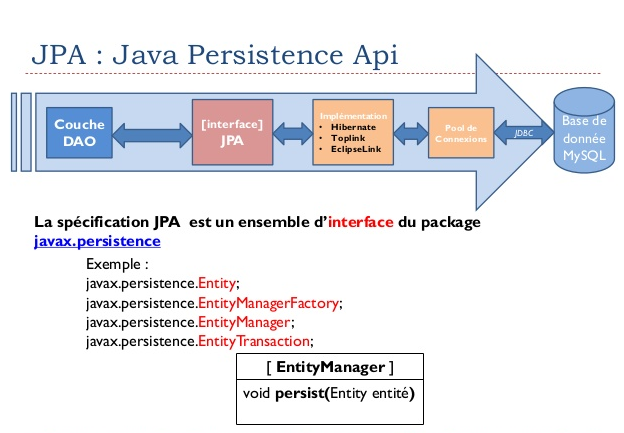 JPA : Java Persistence Api
Couche
DAO
[interface]
JPA
Implémentation
• Hibernate
• Toplink
• EclipseLink
Pool de
Connexions
JDBC
Base de
donnée
MySQL
La spécification JPA est un ensemble d’interface du package
javax.persistence
Exemple :
javax.persistence.Entity;
javax.persistence.EntityManagerFactory;
javax.persistence.EntityManager;
javax.persistence.EntityTransaction;
[ EntityManager ]
void persist(Entity entité)